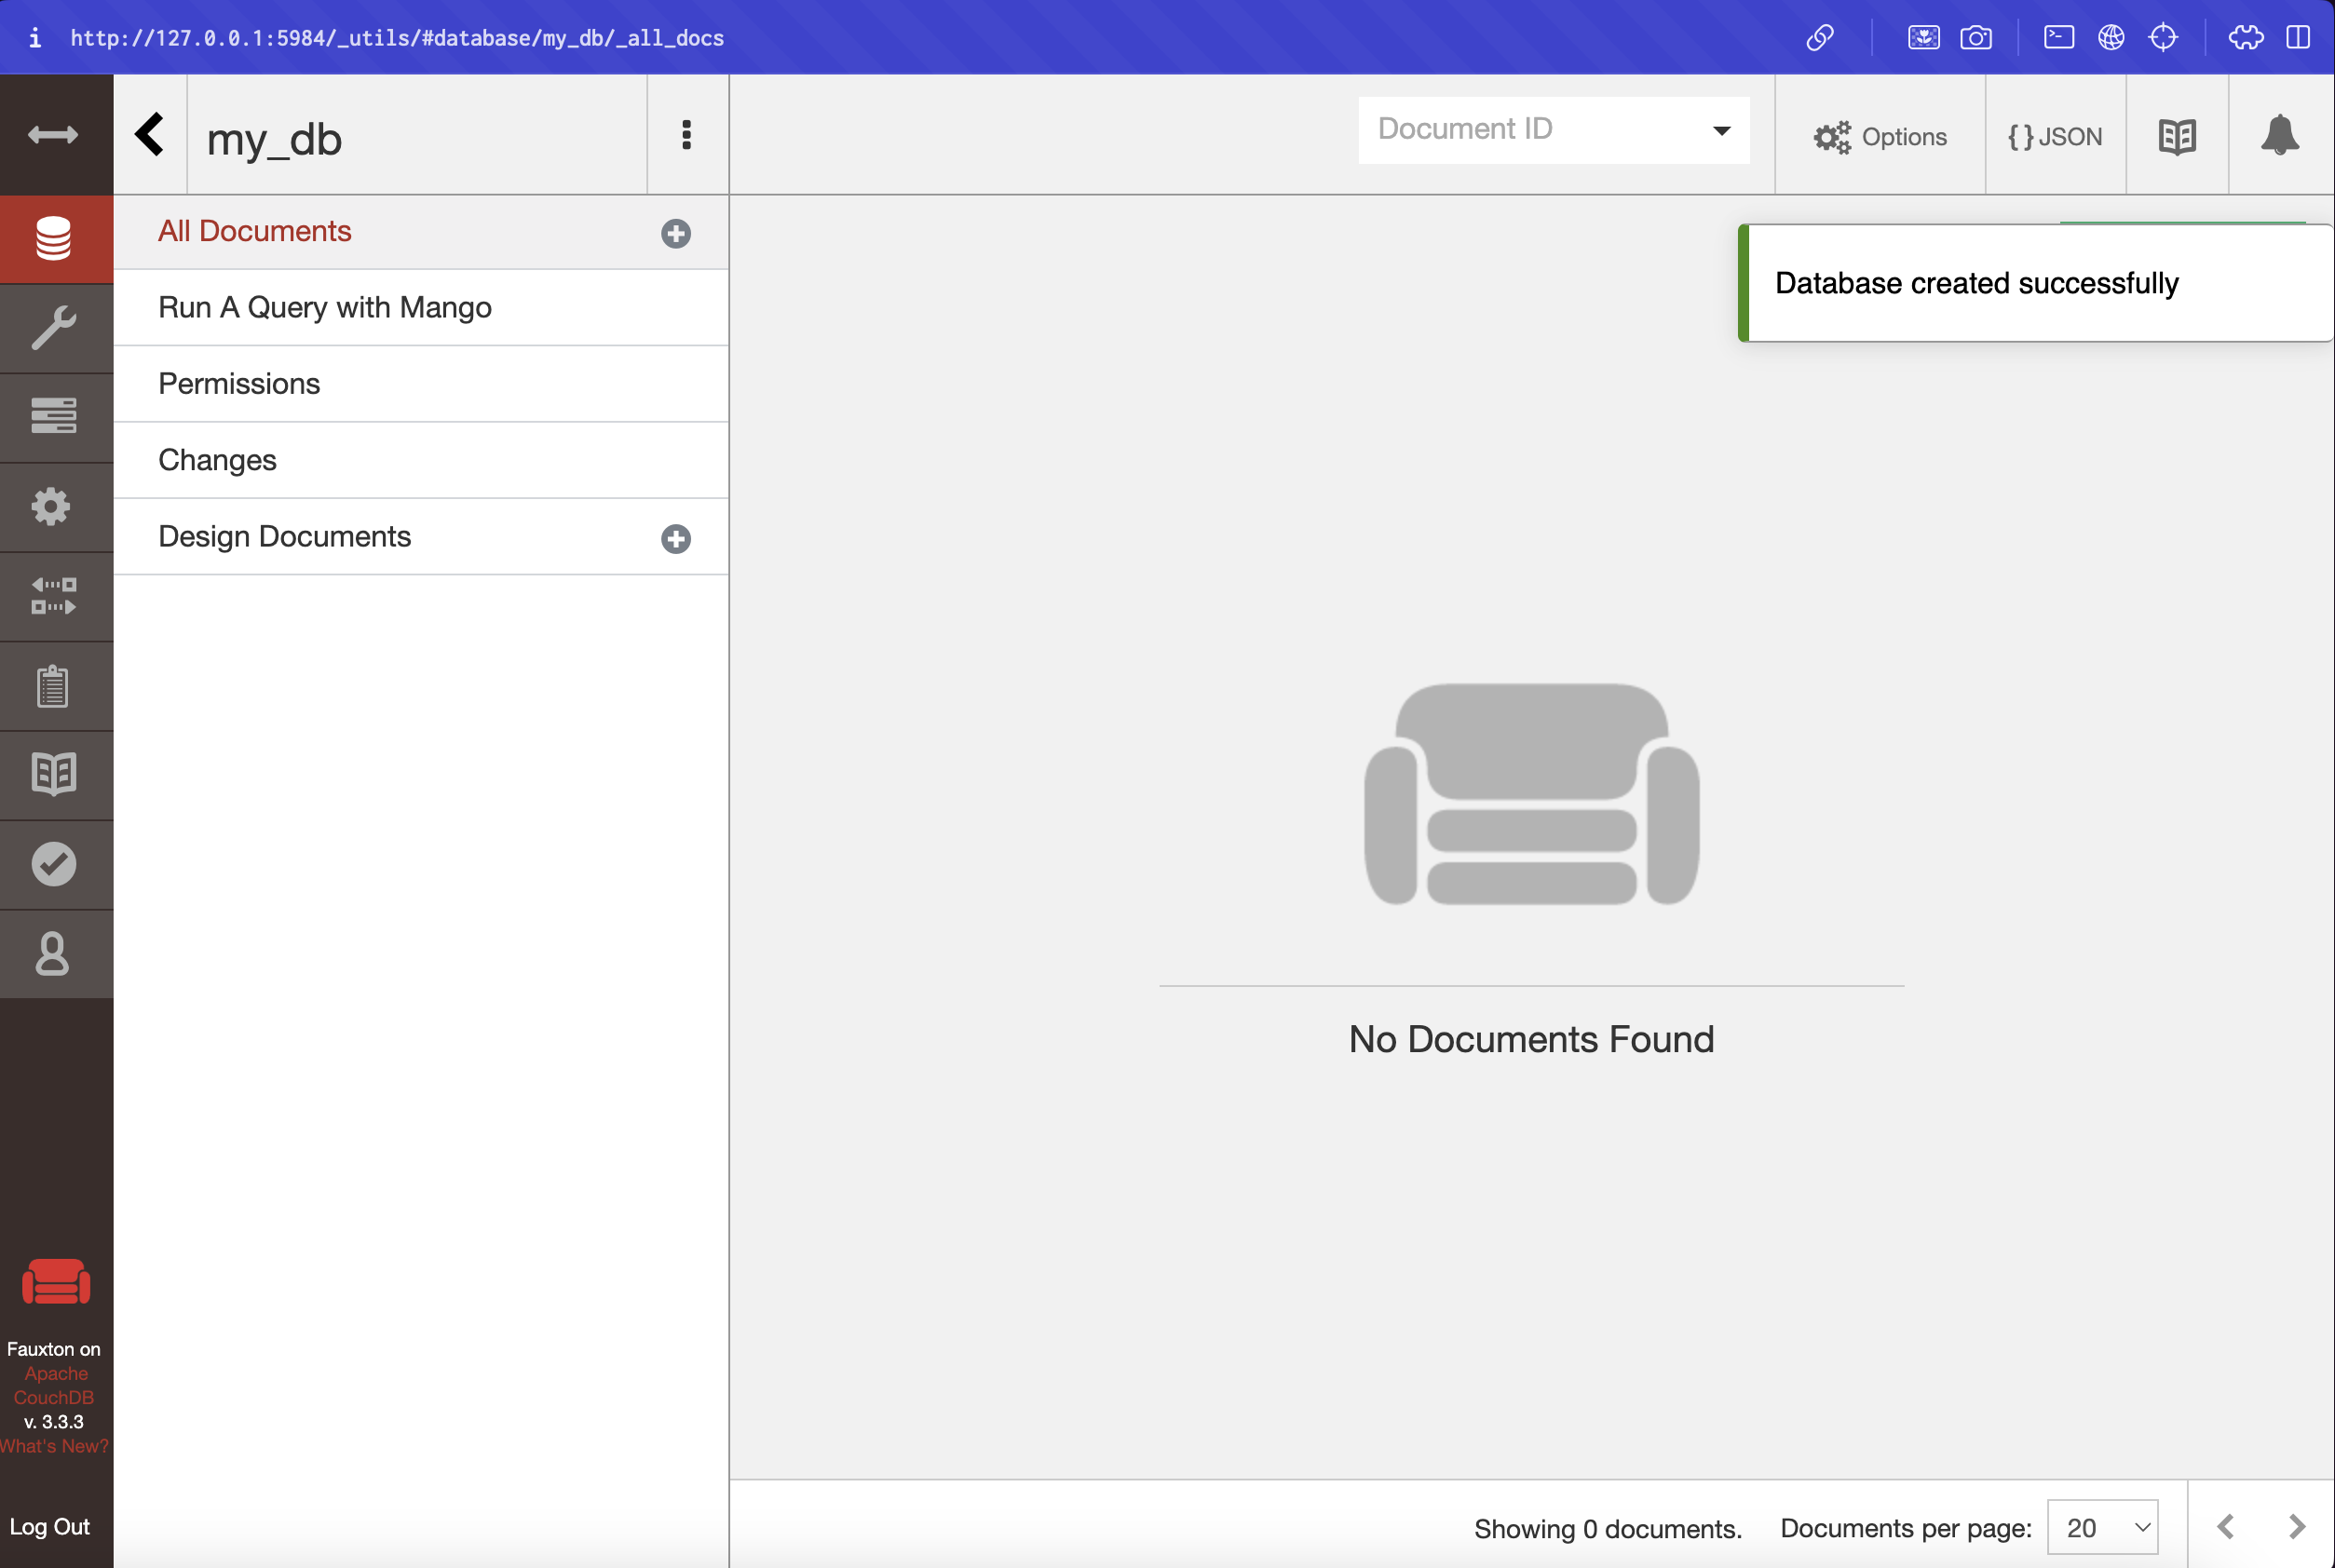 http://127.0.0.1:5984/_utils/#database/my_db/_all_docs
my_db
Document ID
Options
{} JSON
All Documents
Run A Query with Mango
Permissions
Changes
Design Documents
Database created successfully
No Documents Found
Fauxton on
Apache
CouchDB
v. 3.3.3
What's New?
Log Out
Showing 0 documents.
Documents per page:
20